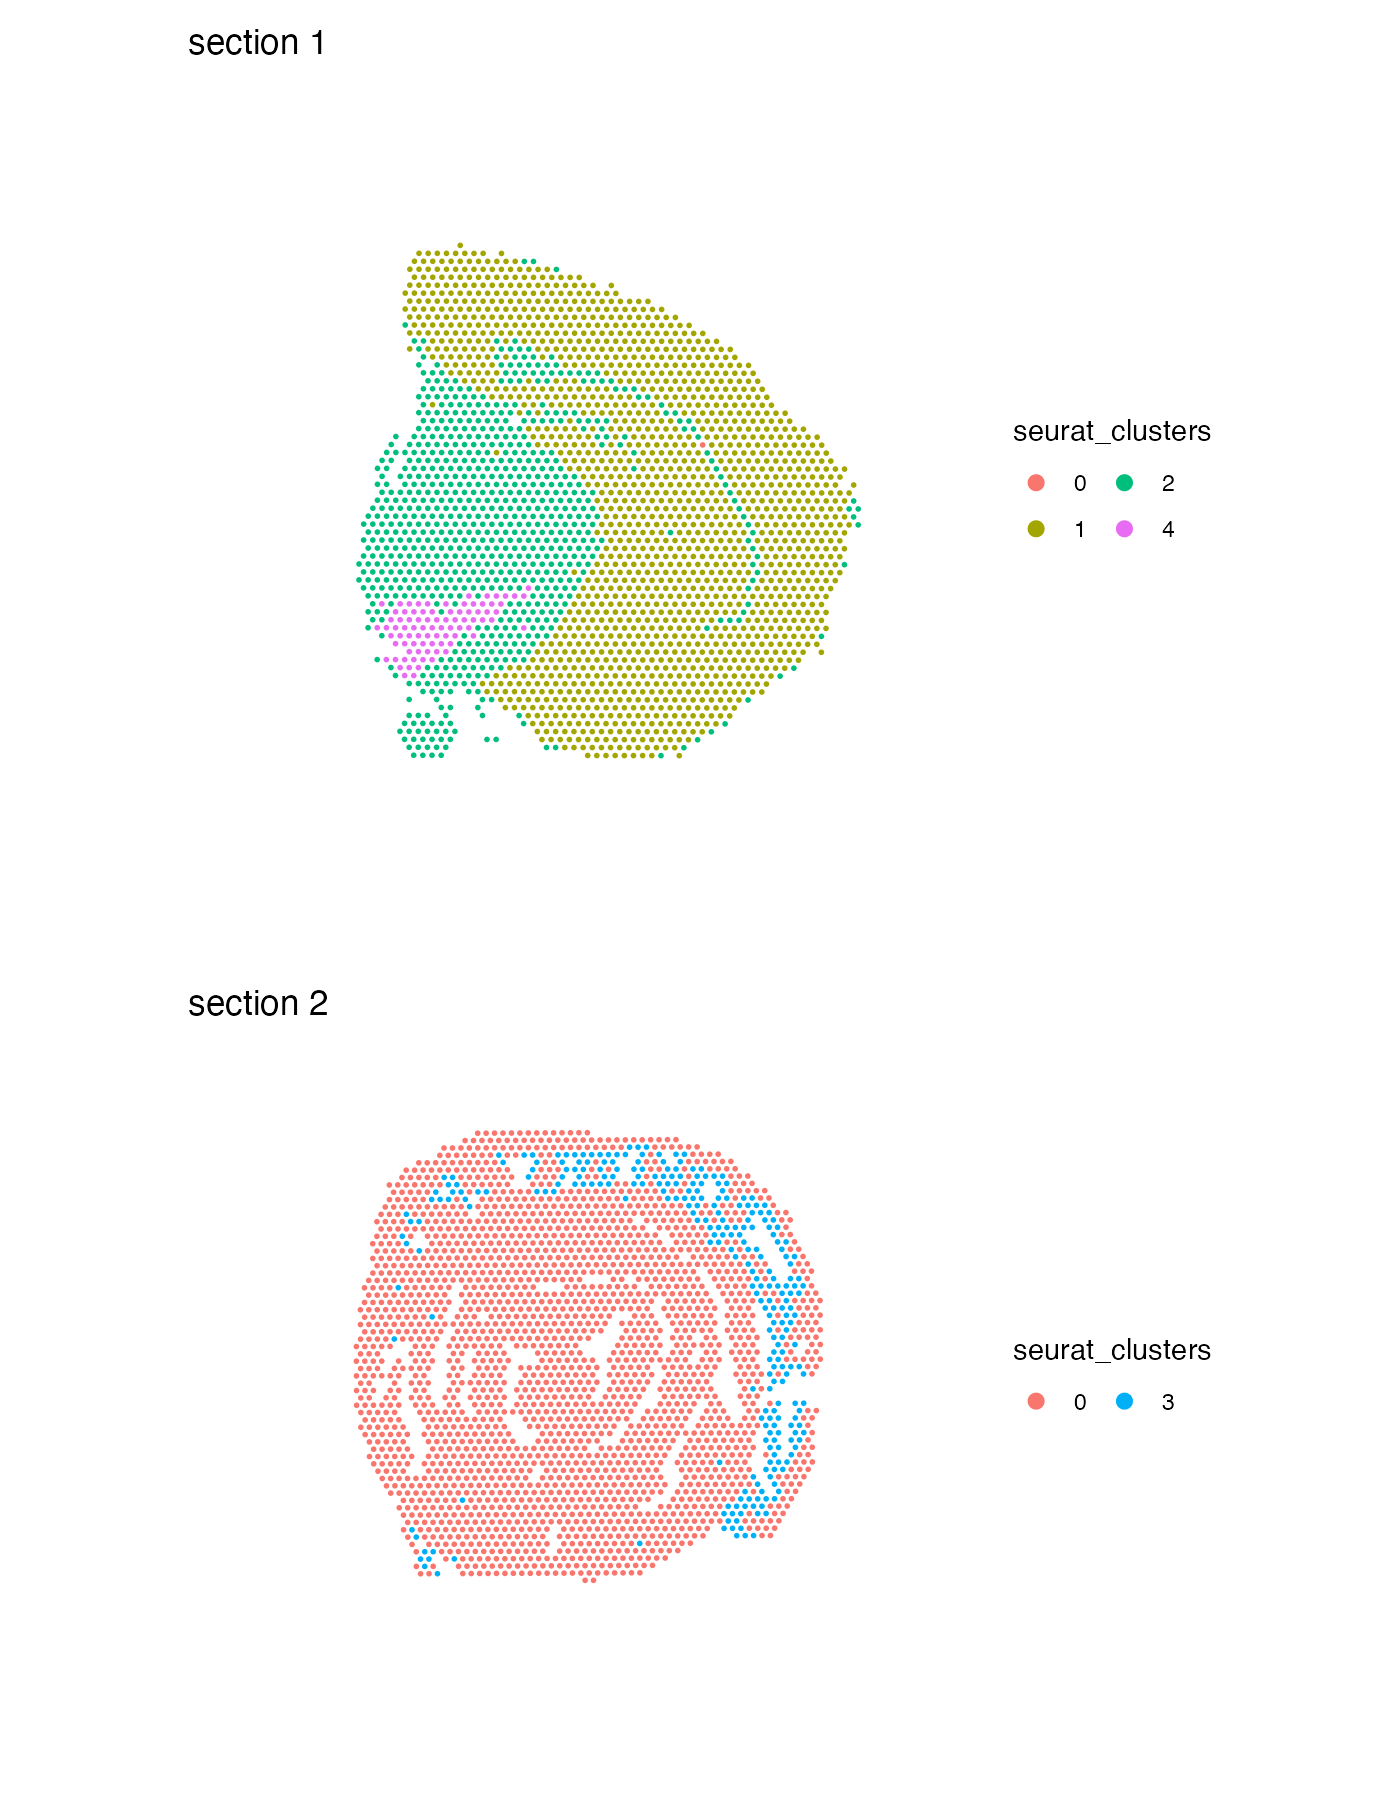 section 1
seurat_clusters
0 2
1 4
section 2
seurat_clusters
0 3